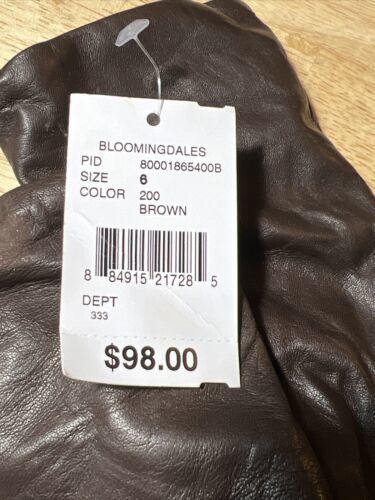 BLOOMINGDALES
PID 80001865400B
SIZE 6
COLOR 200
BROWN
8 84915 21728 5
DEPT
333
$98.00